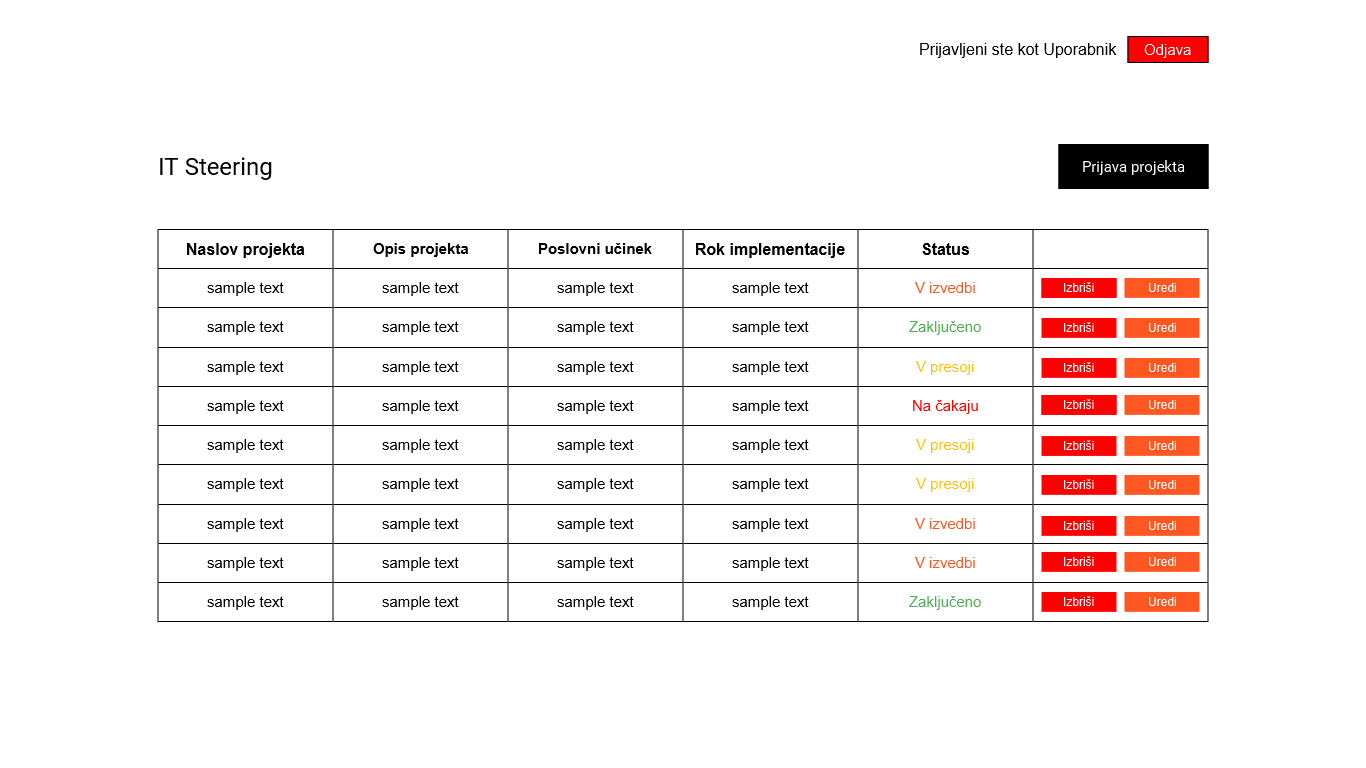 Prijavljeni ste kot Uporabnik Odjava
IT Steering Prijava projekta
Naslov projekta Opis projekta Poslovni učinek Rok implementacije Status
sample text sample text sample text sample text V izvedbi Izbriši Uredi
sample text sample text sample text sample text Zaključeno Izbriši Uredi
sample text sample text sample text sample text V presoji Izbriši Uredi
sample text sample text sample text sample text Na čakaju Izbriši Uredi
sample text sample text sample text sample text V presoji Izbriši Uredi
sample text sample text sample text sample text V presoji Izbriši Uredi
sample text sample text sample text sample text V izvedbi Izbriši Uredi
sample text sample text sample text sample text V izvedbi Izbriši Uredi
sample text sample text sample text sample text Zaključeno Izbriši Uredi